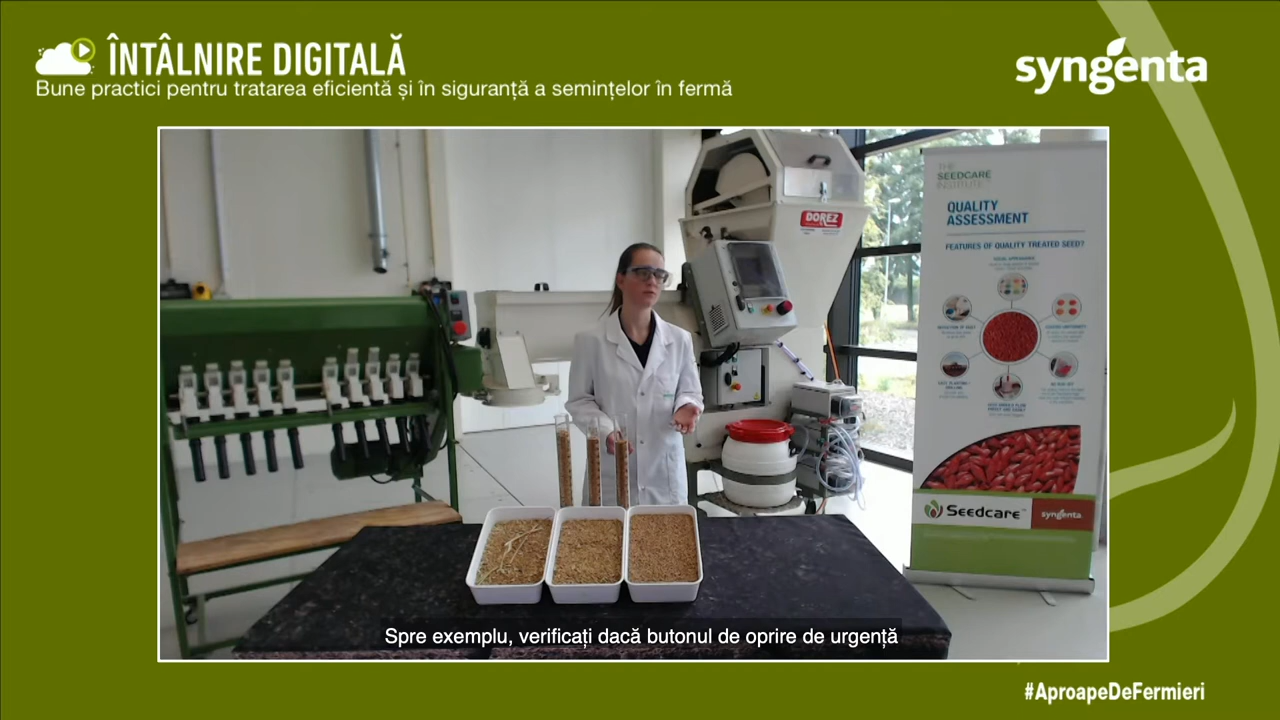 ÎNTÂLNIRE DIGITALĂ
Bune practici pentru tratarea eficientă și în siguranță a semințelor în fermă
syngenta
DOREZ
THE
SEEDCARE
INSTITUTE
QUALITY
ASSESSMENT
FEATURES OF QUALITY TREATED SEED?
Seedcare™
syngenta
Spre exemplu, verificați dacă butonul de oprire de urgență
#AproapeDeFermieri